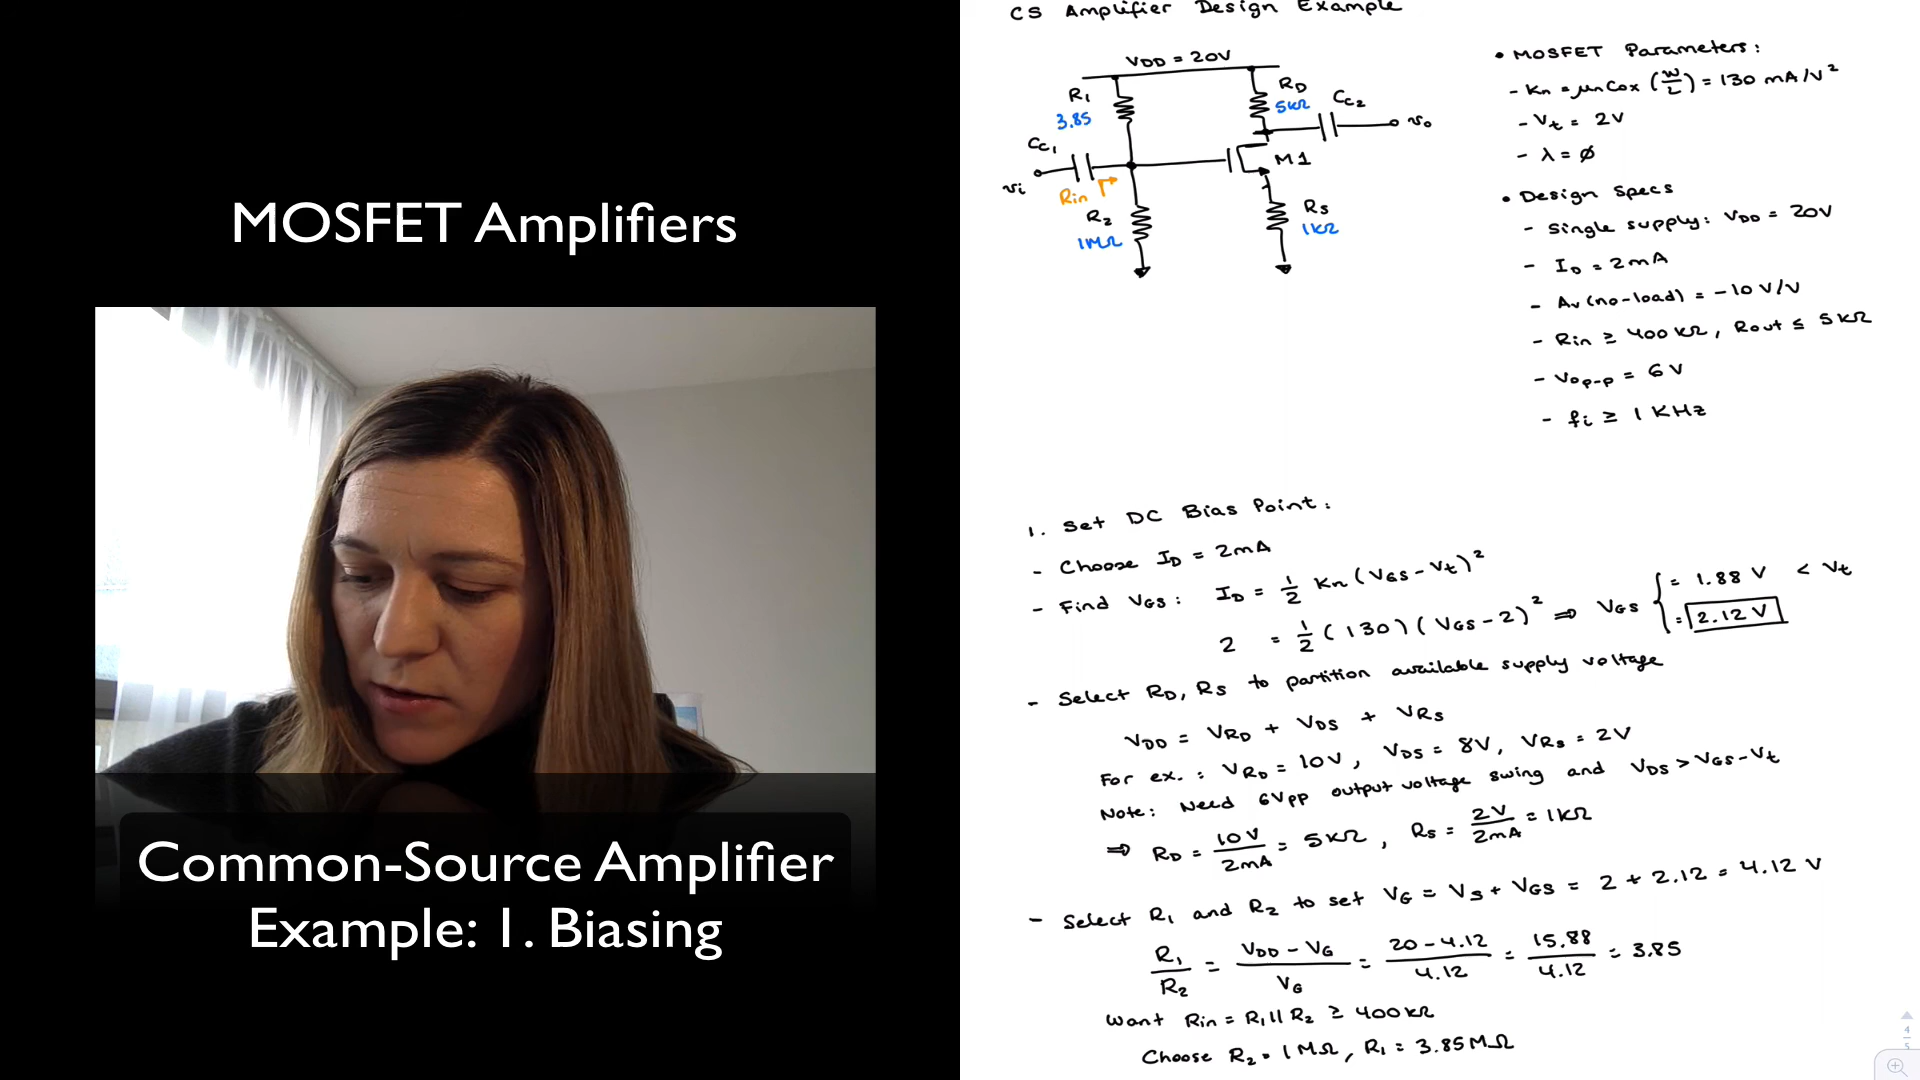 MOSFET Amplifiers
Common-Source Amplifier
Example: 1. Biasing
CS Amplifier Design Example
VDD = 20V
R1
3.85
RD
5kΩ
Cc2
vo
Cc1
M1
vi
Rin
R2
1MΩ
RS
1kΩ
• MOSFET Parameters:
- Kn = μnCox (W/L) = 130 mA/V²
- Vt = 2V
- λ = ∅
• Design Specs
- Single supply: VDD = 20V
- ID = 2mA
- Av (no-load) = -10 V/V
- Rin ≥ 400 kΩ, Rout ≤ 5kΩ
- Vop-p = 6V
- fi ≥ 1 KHz
1. Set DC Bias Point:
- Choose ID = 2mA
- Find VGS: ID = 1/2 Kn (VGS - Vt)²
2 = 1/2 (130)(VGS - 2)² ⇒ VGS { = 1.88 V < Vt
= 2.12 V
- Select RD, RS to partition available supply voltage
VDD = VRD + VDS + VRS
For ex.: VRD = 10V, VDS = 8V, VRS = 2V
Note: Need 6Vpp output voltage swing and VDS > VGS - Vt
⇒ RD = 10V/2mA = 5kΩ, RS = 2V/2mA = 1kΩ
- Select R1 and R2 to set VG = VS + VGS = 2 + 2.12 = 4.12 V
R1/R2 = VDD - VG/VG = 20 - 4.12/4.12 = 15.88/4.12 = 3.85
Want Rin = R1 || R2 ≥ 400kΩ
Choose R2 = 1MΩ, R1 = 3.85MΩ
4
5